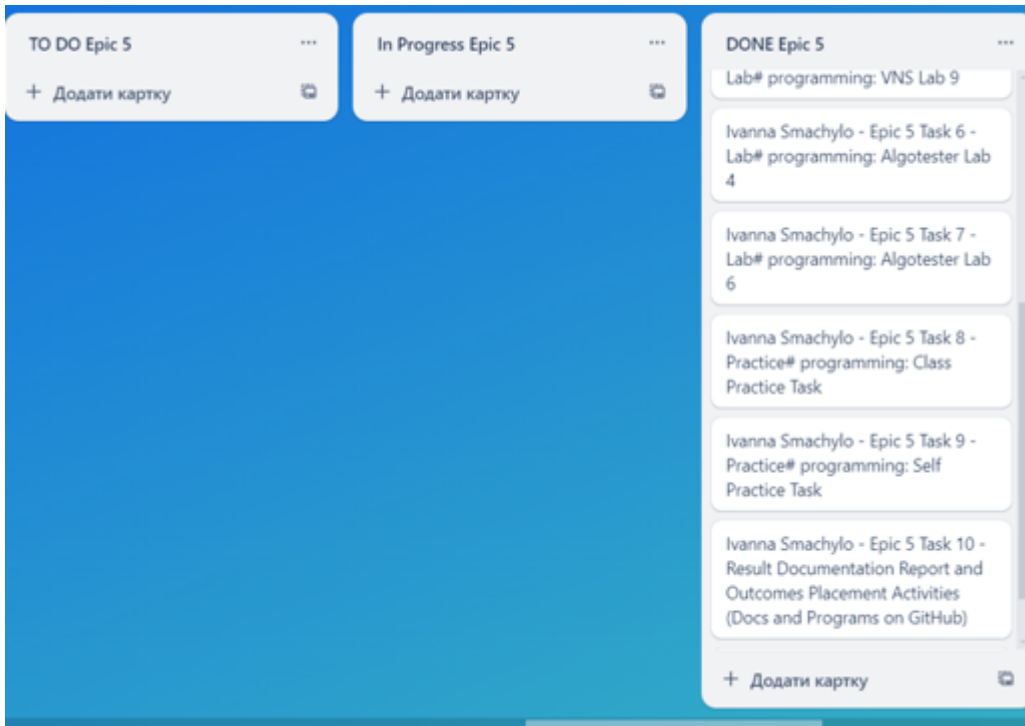 TO DO Epic 5
+ Додати картку
In Progress Epic 5
+ Додати картку
DONE Epic 5
Lab# programming: VNS Lab 9
Ivanna Smachylo - Epic 5 Task 6 -
Lab# programming: Algotester Lab
4
Ivanna Smachylo - Epic 5 Task 7 -
Lab# programming: Algotester Lab
6
Ivanna Smachylo - Epic 5 Task 8 -
Practice# programming: Class
Practice Task
Ivanna Smachylo - Epic 5 Task 9 -
Practice# programming: Self
Practice Task
Ivanna Smachylo - Epic 5 Task 10 -
Result Documentation Report and
Outcomes Placement Activities
(Docs and Programs on GitHub)
+ Додати картку